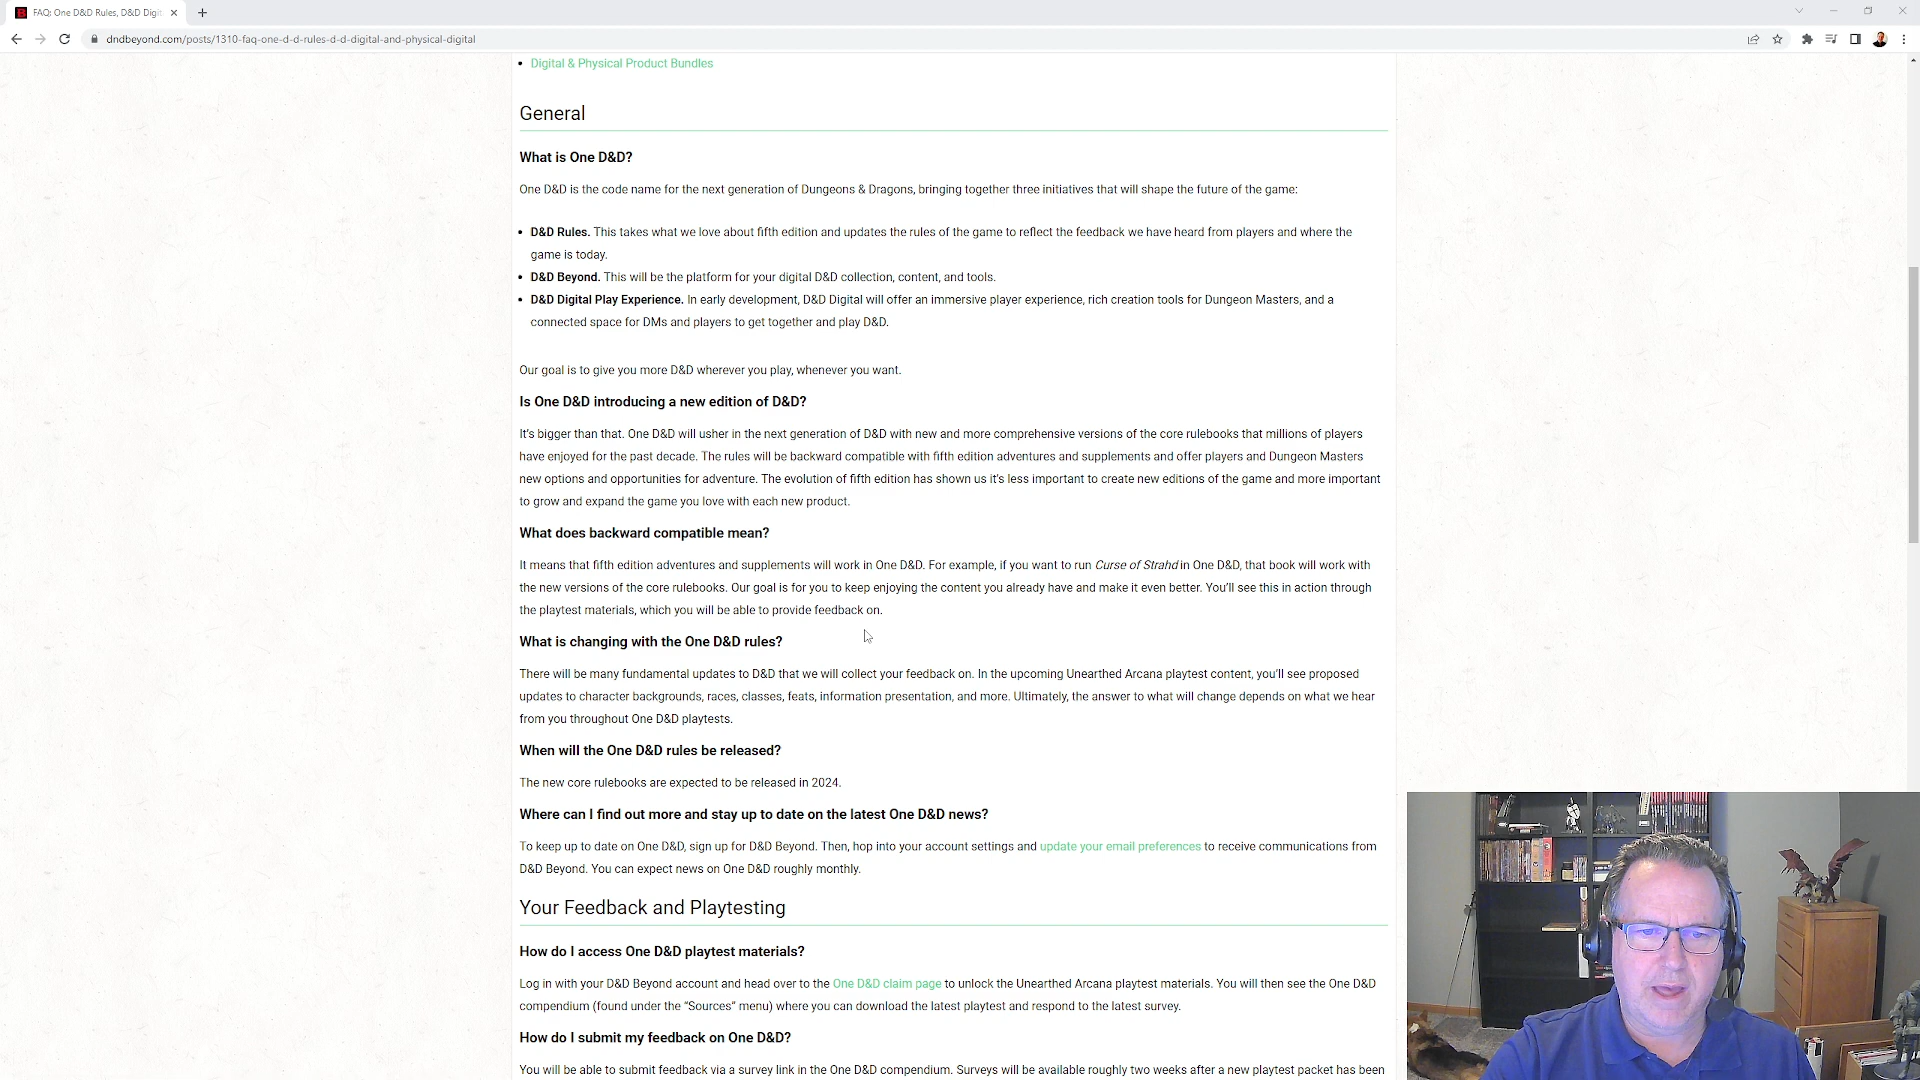 FAQ: One D&D Rules, D&D Digit
dndbeyond.com/posts/1310-faq-one-d-d-rules-d-d-digital-and-physical-digital
• Digital & Physical Product Bundles
General
What is One D&D?
One D&D is the code name for the next generation of Dungeons & Dragons, bringing together three initiatives that will shape the future of the game:
• D&D Rules. This takes what we love about fifth edition and updates the rules of the game to reflect the feedback we have heard from players and where the
game is today.
• D&D Beyond. This will be the platform for your digital D&D collection, content, and tools.
• D&D Digital Play Experience. In early development, D&D Digital will offer an immersive player experience, rich creation tools for Dungeon Masters, and a
connected space for DMs and players to get together and play D&D.
Our goal is to give you more D&D wherever you play, whenever you want.
Is One D&D introducing a new edition of D&D?
It's bigger than that. One D&D will usher in the next generation of D&D with new and more comprehensive versions of the core rulebooks that millions of players
have enjoyed for the past decade. The rules will be backward compatible with fifth edition adventures and supplements and offer players and Dungeon Masters
new options and opportunities for adventure. The evolution of fifth edition has shown us it's less important to create new editions of the game and more important
to grow and expand the game you love with each new product.
What does backward compatible mean?
It means that fifth edition adventures and supplements will work in One D&D. For example, if you want to run Curse of Strahd in One D&D, that book will work with
the new versions of the core rulebooks. Our goal is for you to keep enjoying the content you already have and make it even better. You'll see this in action through
the playtest materials, which you will be able to provide feedback on.
What is changing with the One D&D rules?
There will be many fundamental updates to D&D that we will collect your feedback on. In the upcoming Unearthed Arcana playtest content, you'll see proposed
updates to character backgrounds, races, classes, feats, information presentation, and more. Ultimately, the answer to what will change depends on what we hear
from you throughout One D&D playtests.
When will the One D&D rules be released?
The new core rulebooks are expected to be released in 2024.
Where can I find out more and stay up to date on the latest One D&D news?
To keep up to date on One D&D, sign up for D&D Beyond. Then, hop into your account settings and update your email preferences to receive communications from
D&D Beyond. You can expect news on One D&D roughly monthly.
Your Feedback and Playtesting
How do I access One D&D playtest materials?
Log in with your D&D Beyond account and head over to the One D&D claim page to unlock the Unearthed Arcana playtest materials. You will then see the One D&D
compendium (found under the "Sources" menu) where you can download the latest playtest and respond to the latest survey.
How do I submit my feedback on One D&D?
You will be able to submit feedback via a survey link in the One D&D compendium. Surveys will be available roughly two weeks after a new playtest packet has been